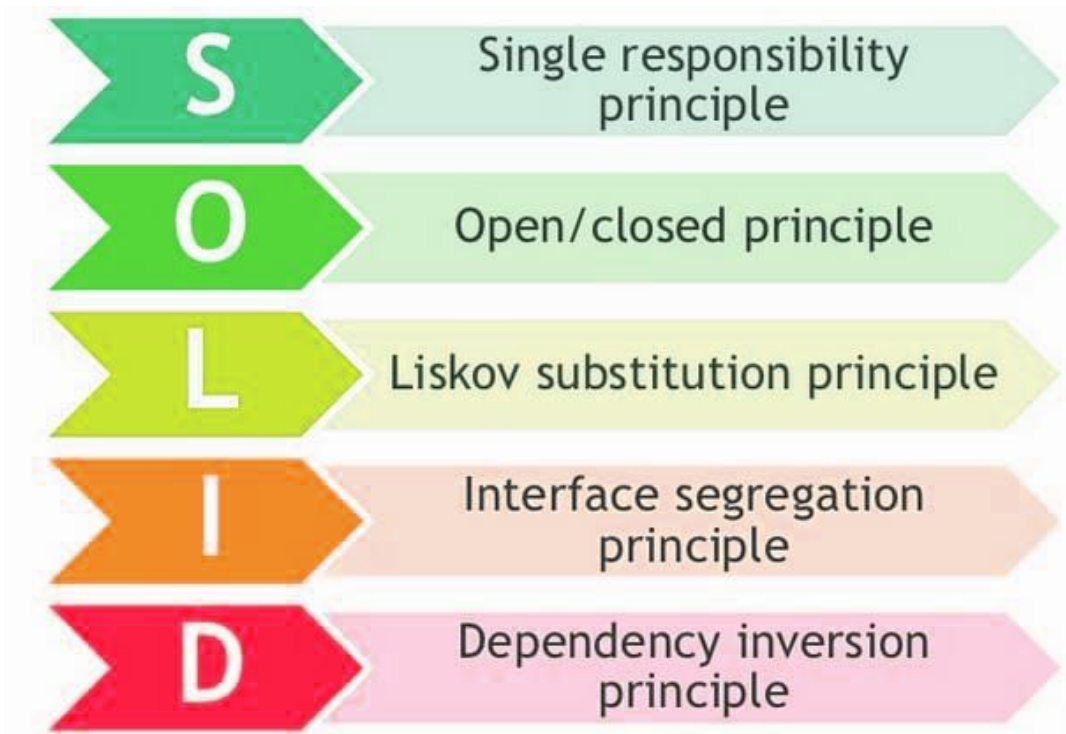 S
Single responsibility
principle
O
Open/closed principle
L
Liskov substitution principle
I
Interface segregation
principle
D
Dependency inversion
principle